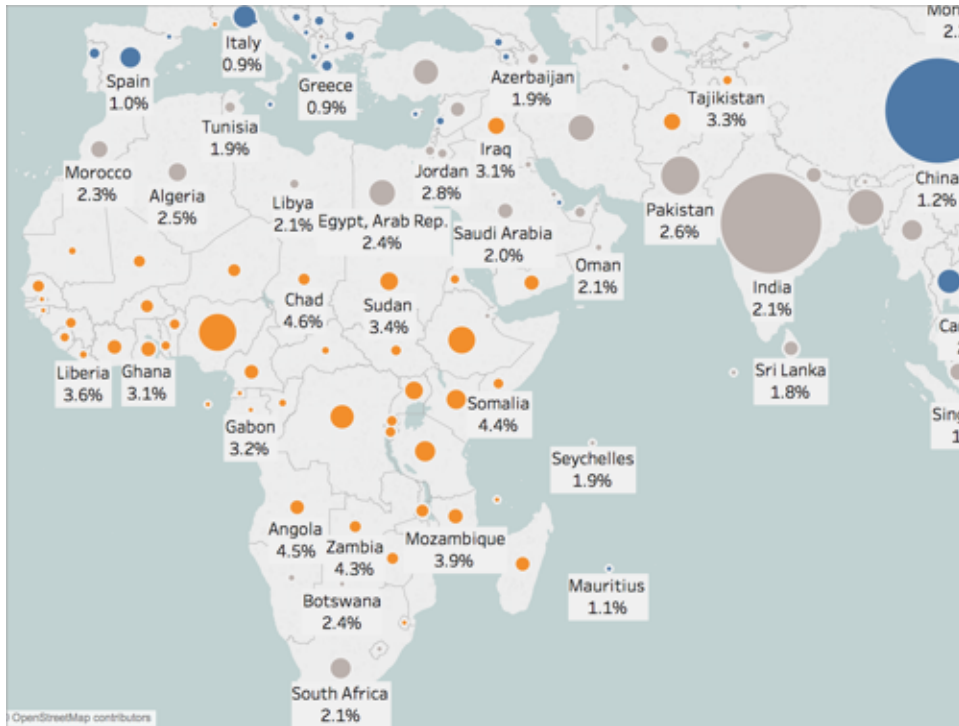 Mon
2.
Italy
0.9%
Spain
1.0%
Greece
0.9%
Azerbaijan
1.9%
Tajikistan
3.3%
Tunisia
1.9%
Iraq
3.1%
Morocco
2.3%
Algeria
2.5%
Jordan
2.8%
Libya
2.1%
Egypt, Arab Rep.
2.4%
Pakistan
2.6%
China
1.2%
Saudi Arabia
2.0%
Oman
2.1%
India
2.1%
Chad
4.6%
Sudan
3.4%
Ca
Liberia
3.6%
Ghana
3.1%
Sri Lanka
1.8%
Somalia
4.4%
Gabon
3.2%
Sing
1
Seychelles
1.9%
Angola
4.5%
Zambia
4.3%
Mozambique
3.9%
Mauritius
1.1%
Botswana
2.4%
South Africa
2.1%
© OpenStreetMap contributors